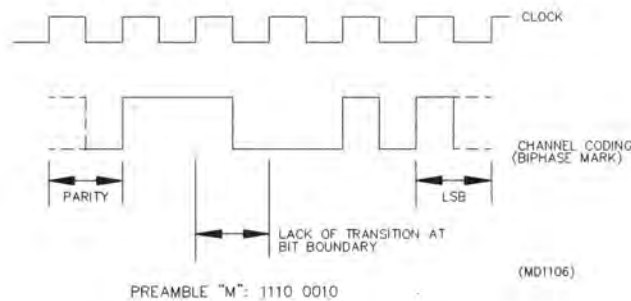 CLOCK
CHANNEL CODING
(BIPHASE MARK)
PARITY
LSB
LACK OF TRANSITION AT
BIT BOUNDARY
(MD1106)
PREAMBLE "M": 1110 0010